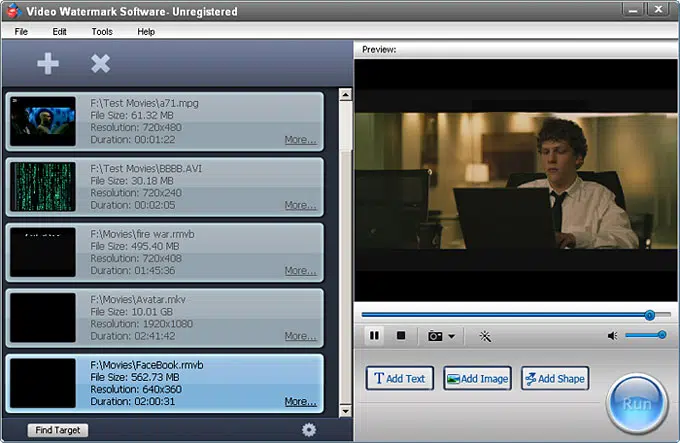 Video Watermark Software- Unregistered
File Edit Tools Help
F:\Test Movies\a71.mpg
File Size: 61.32 MB
Resolution: 720x480
Duration: 00:01:22 More...
F:\Test Movies\BBBB.AVI
File Size: 30.18 MB
Resolution: 720x240
Duration: 00:02:05 More...
F:\Movies\fire war.rmvb
File Size: 495.40 MB
Resolution: 720x408
Duration: 01:45:36 More...
F:\Movies\Avatar.mkv
File Size: 10.01 GB
Resolution: 1920x1080
Duration: 02:41:42 More...
F:\Movies\FaceBook.rmvb
File Size: 562.73 MB
Resolution: 640x360
Duration: 02:00:31 More...
Find Target
Preview:
T Add Text Add Image Add Shape
Run